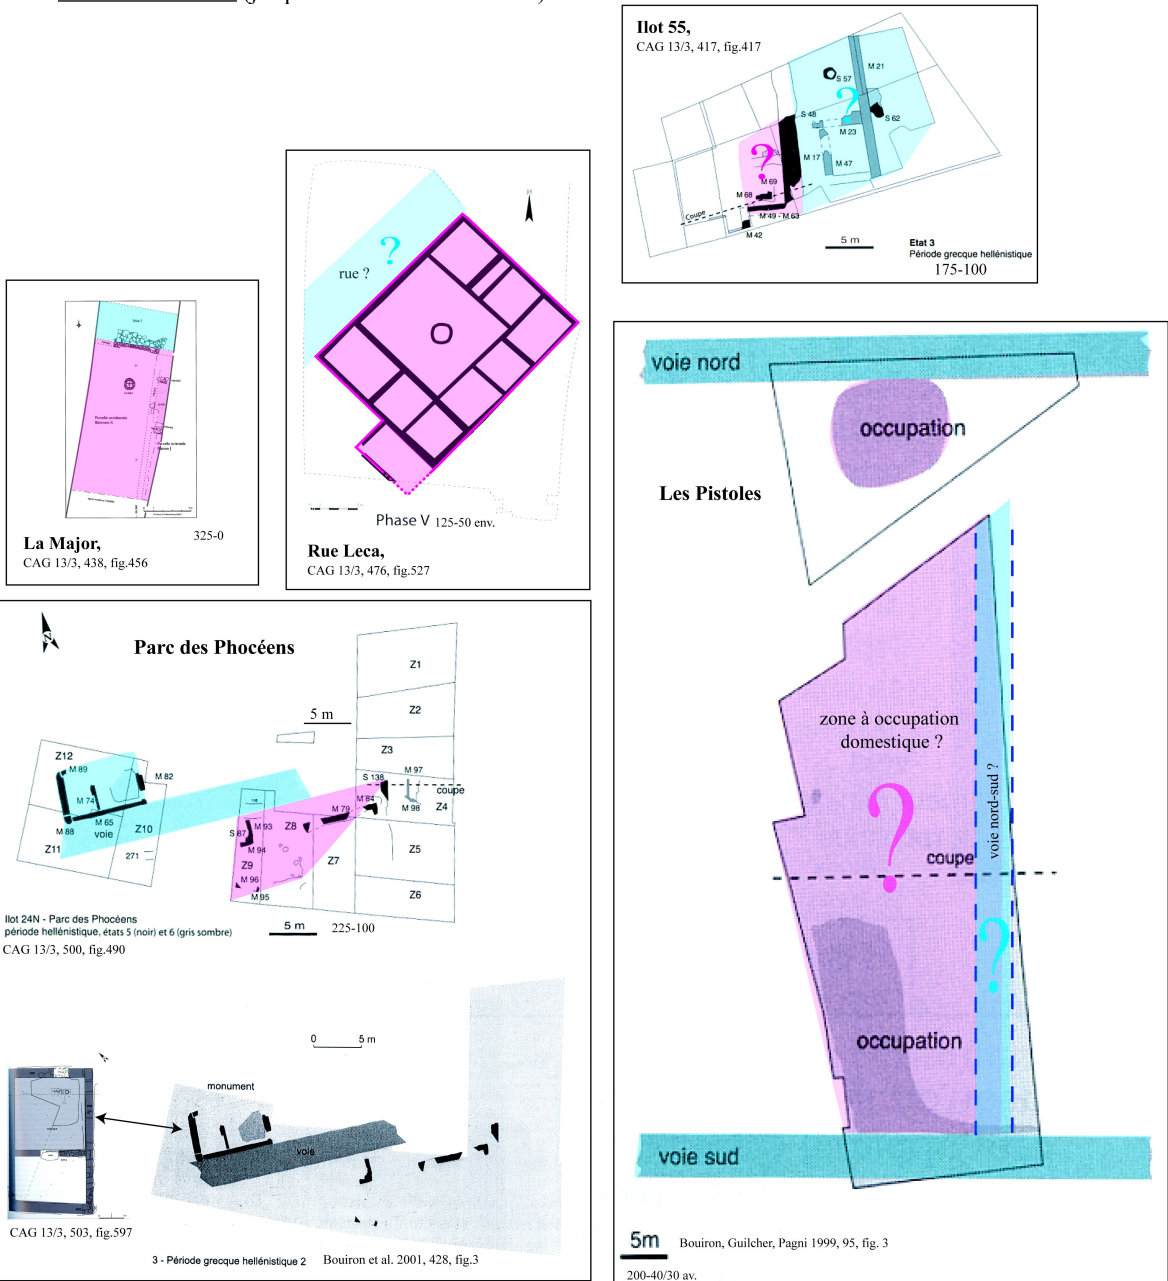 Ilot 55,
CAG 13/3, 417, fig.417
M 21
S 57
?
S 48
S 62
M 23
?
M 17
M 47
M 69
M 68
Coupe
M 49 - M 63
M 42
5 m
Etat 3
Période grecque hellénistique
175-100
?
rue ?
Phase V 125-50 env.
Rue Leca,
CAG 13/3, 476, fig.527
325-0
La Major,
CAG 13/3, 438, fig.456
voie nord
occupation
Les Pistoles
zone à occupation
domestique ?
?
voie nord-sud ?
coupe
?
occupation
voie sud
5m
Bouiron, Guilcher, Pagni 1999, 95, fig. 3
200-40/30 av.
N
Parc des Phocéens
5 m
Z1
Z2
Z3
Z12
M 89
M 82
M 97
S 138
coupe
M 74
M 84
M 98
Z4
M 79
M 65
M 88
voie
Z10
S 87
M 93
Z8
M 94
Z11
271
Z9
Z7
Z5
M 96
M 95
Z6
Ilot 24N - Parc des Phocéens
période hellénistique, états 5 (noir) et 6 (gris sombre)
5 m
225-100
CAG 13/3, 500, fig.490
0 5 m
monument
voie
CAG 13/3, 503, fig.597
3 - Période grecque hellénistique 2
Bouiron et al. 2001, 428, fig.3